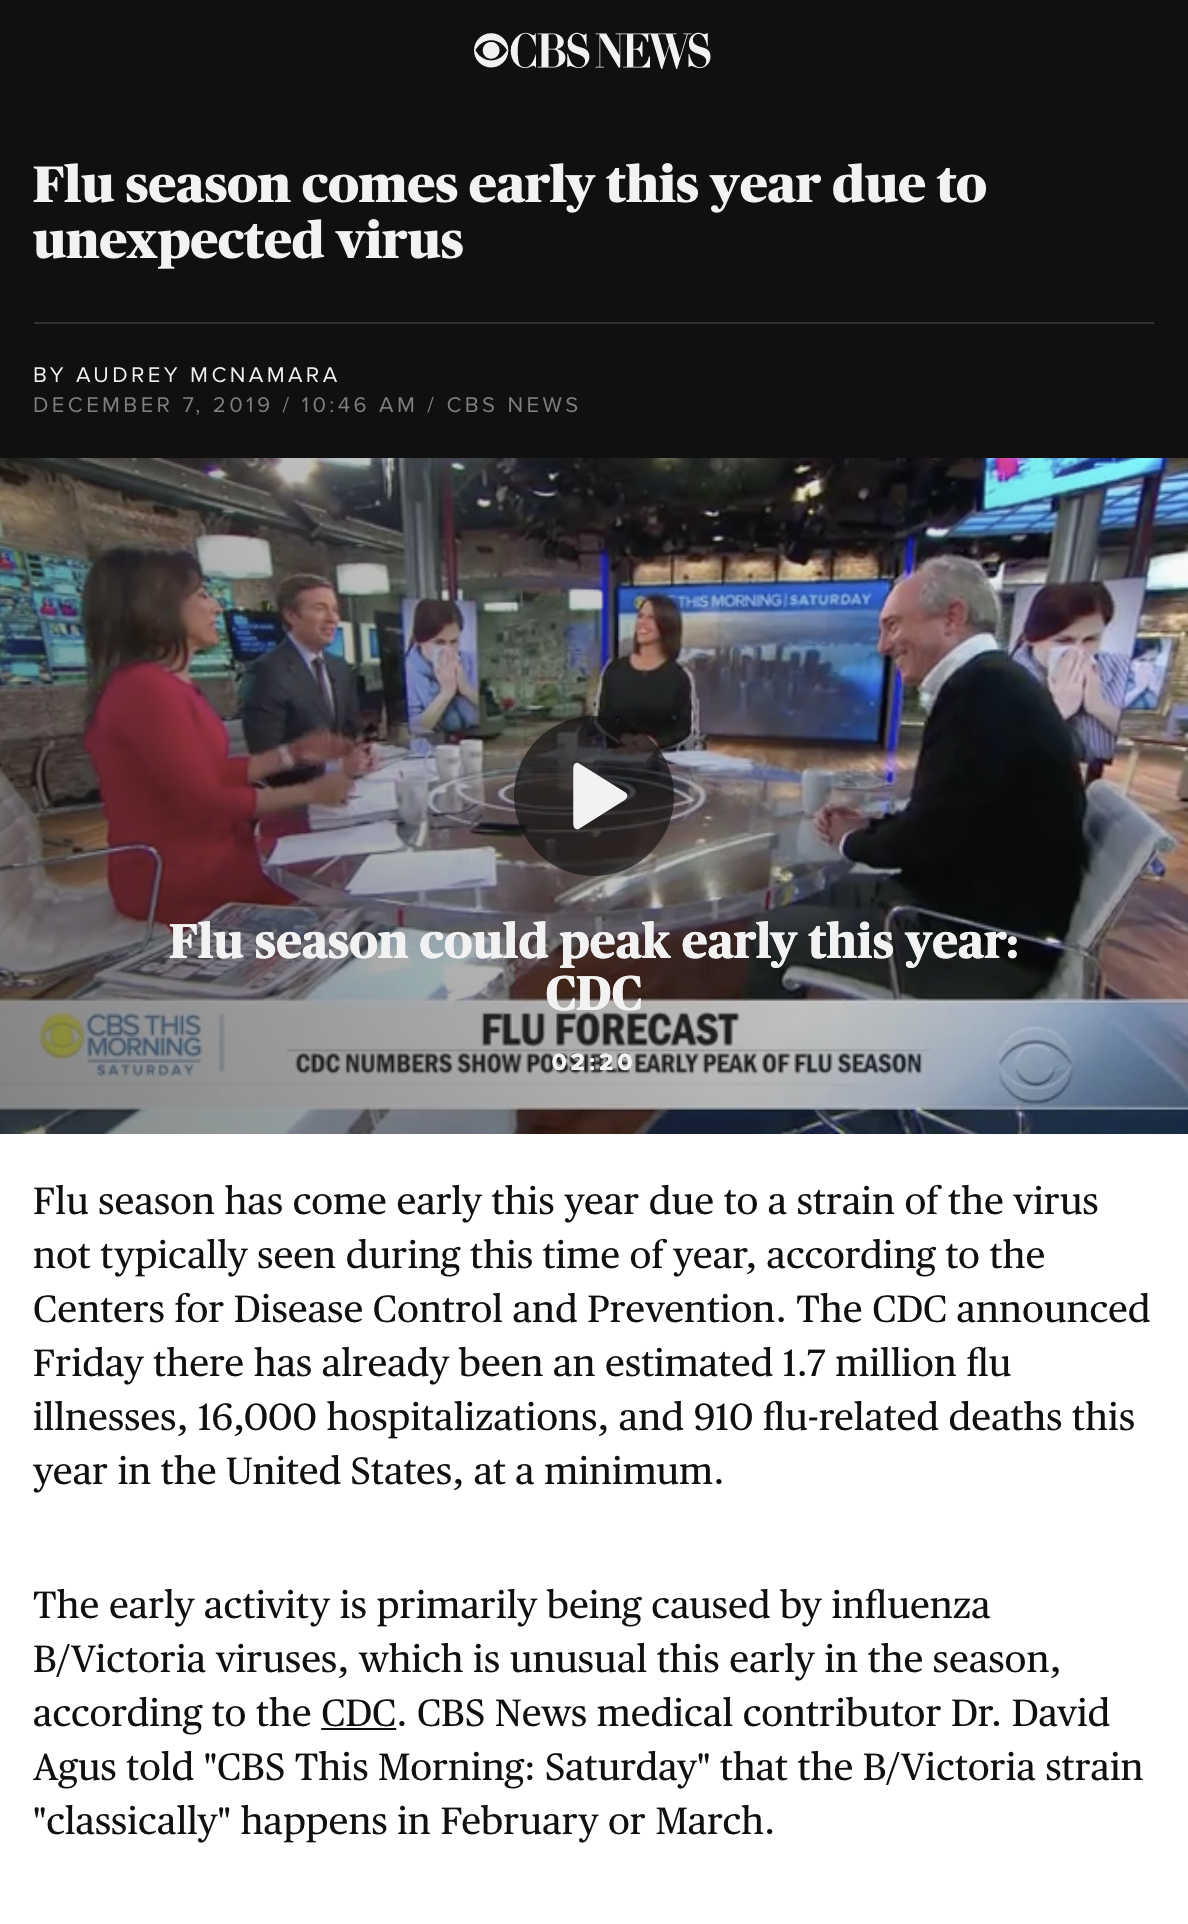 CBS NEWS
Flu season comes early this year due to
unexpected virus
BY AUDREY MCNAMARA
DECEMBER 7, 2019 / 10:46 AM / CBS NEWS
THIS MORNING | SATURDAY
Flu season could peak early this year:
CDC
CBS THIS
MORNING
SATURDAY
FLU FORECAST
02:20
CDC NUMBERS SHOW EARLY PEAK OF FLU SEASON
Flu season has come early this year due to a strain of the virus
not typically seen during this time of year, according to the
Centers for Disease Control and Prevention. The CDC announced
Friday there has already been an estimated 1.7 million flu
illnesses, 16,000 hospitalizations, and 910 flu-related deaths this
year in the United States, at a minimum.
The early activity is primarily being caused by influenza
B/Victoria viruses, which is unusual this early in the season,
according to the CDC. CBS News medical contributor Dr. David
Agus told "CBS This Morning: Saturday" that the B/Victoria strain
"classically" happens in February or March.